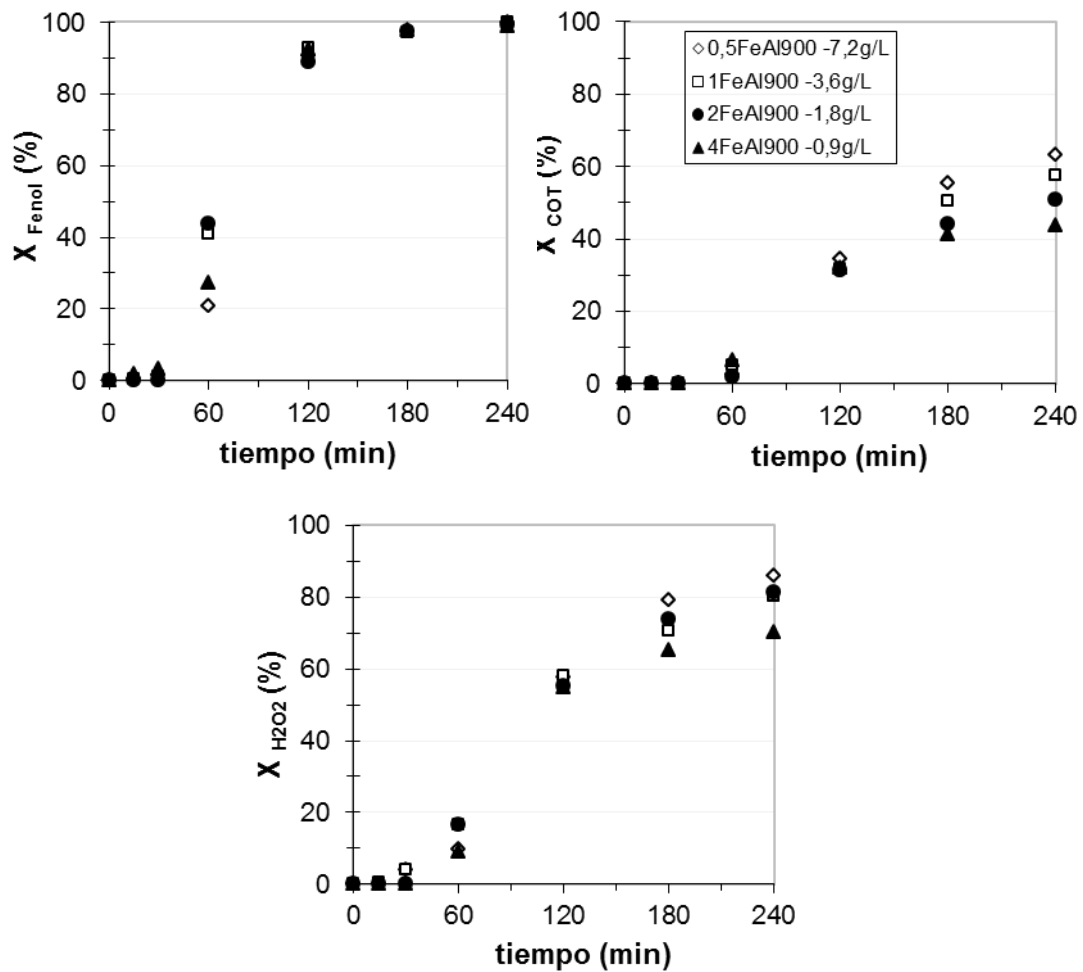 100
80
60
40
20
0
X Fenol (%)
0 60 120 180 240
tiempo (min)
100
80
60
40
20
0
X COT (%)
0,5FeAl900 -7,2g/L
1FeAl900 -3,6g/L
2FeAl900 -1,8g/L
4FeAl900 -0,9g/L
0 60 120 180 240
tiempo (min)
100
80
60
40
20
0
X H2O2 (%)
0 60 120 180 240
tiempo (min)